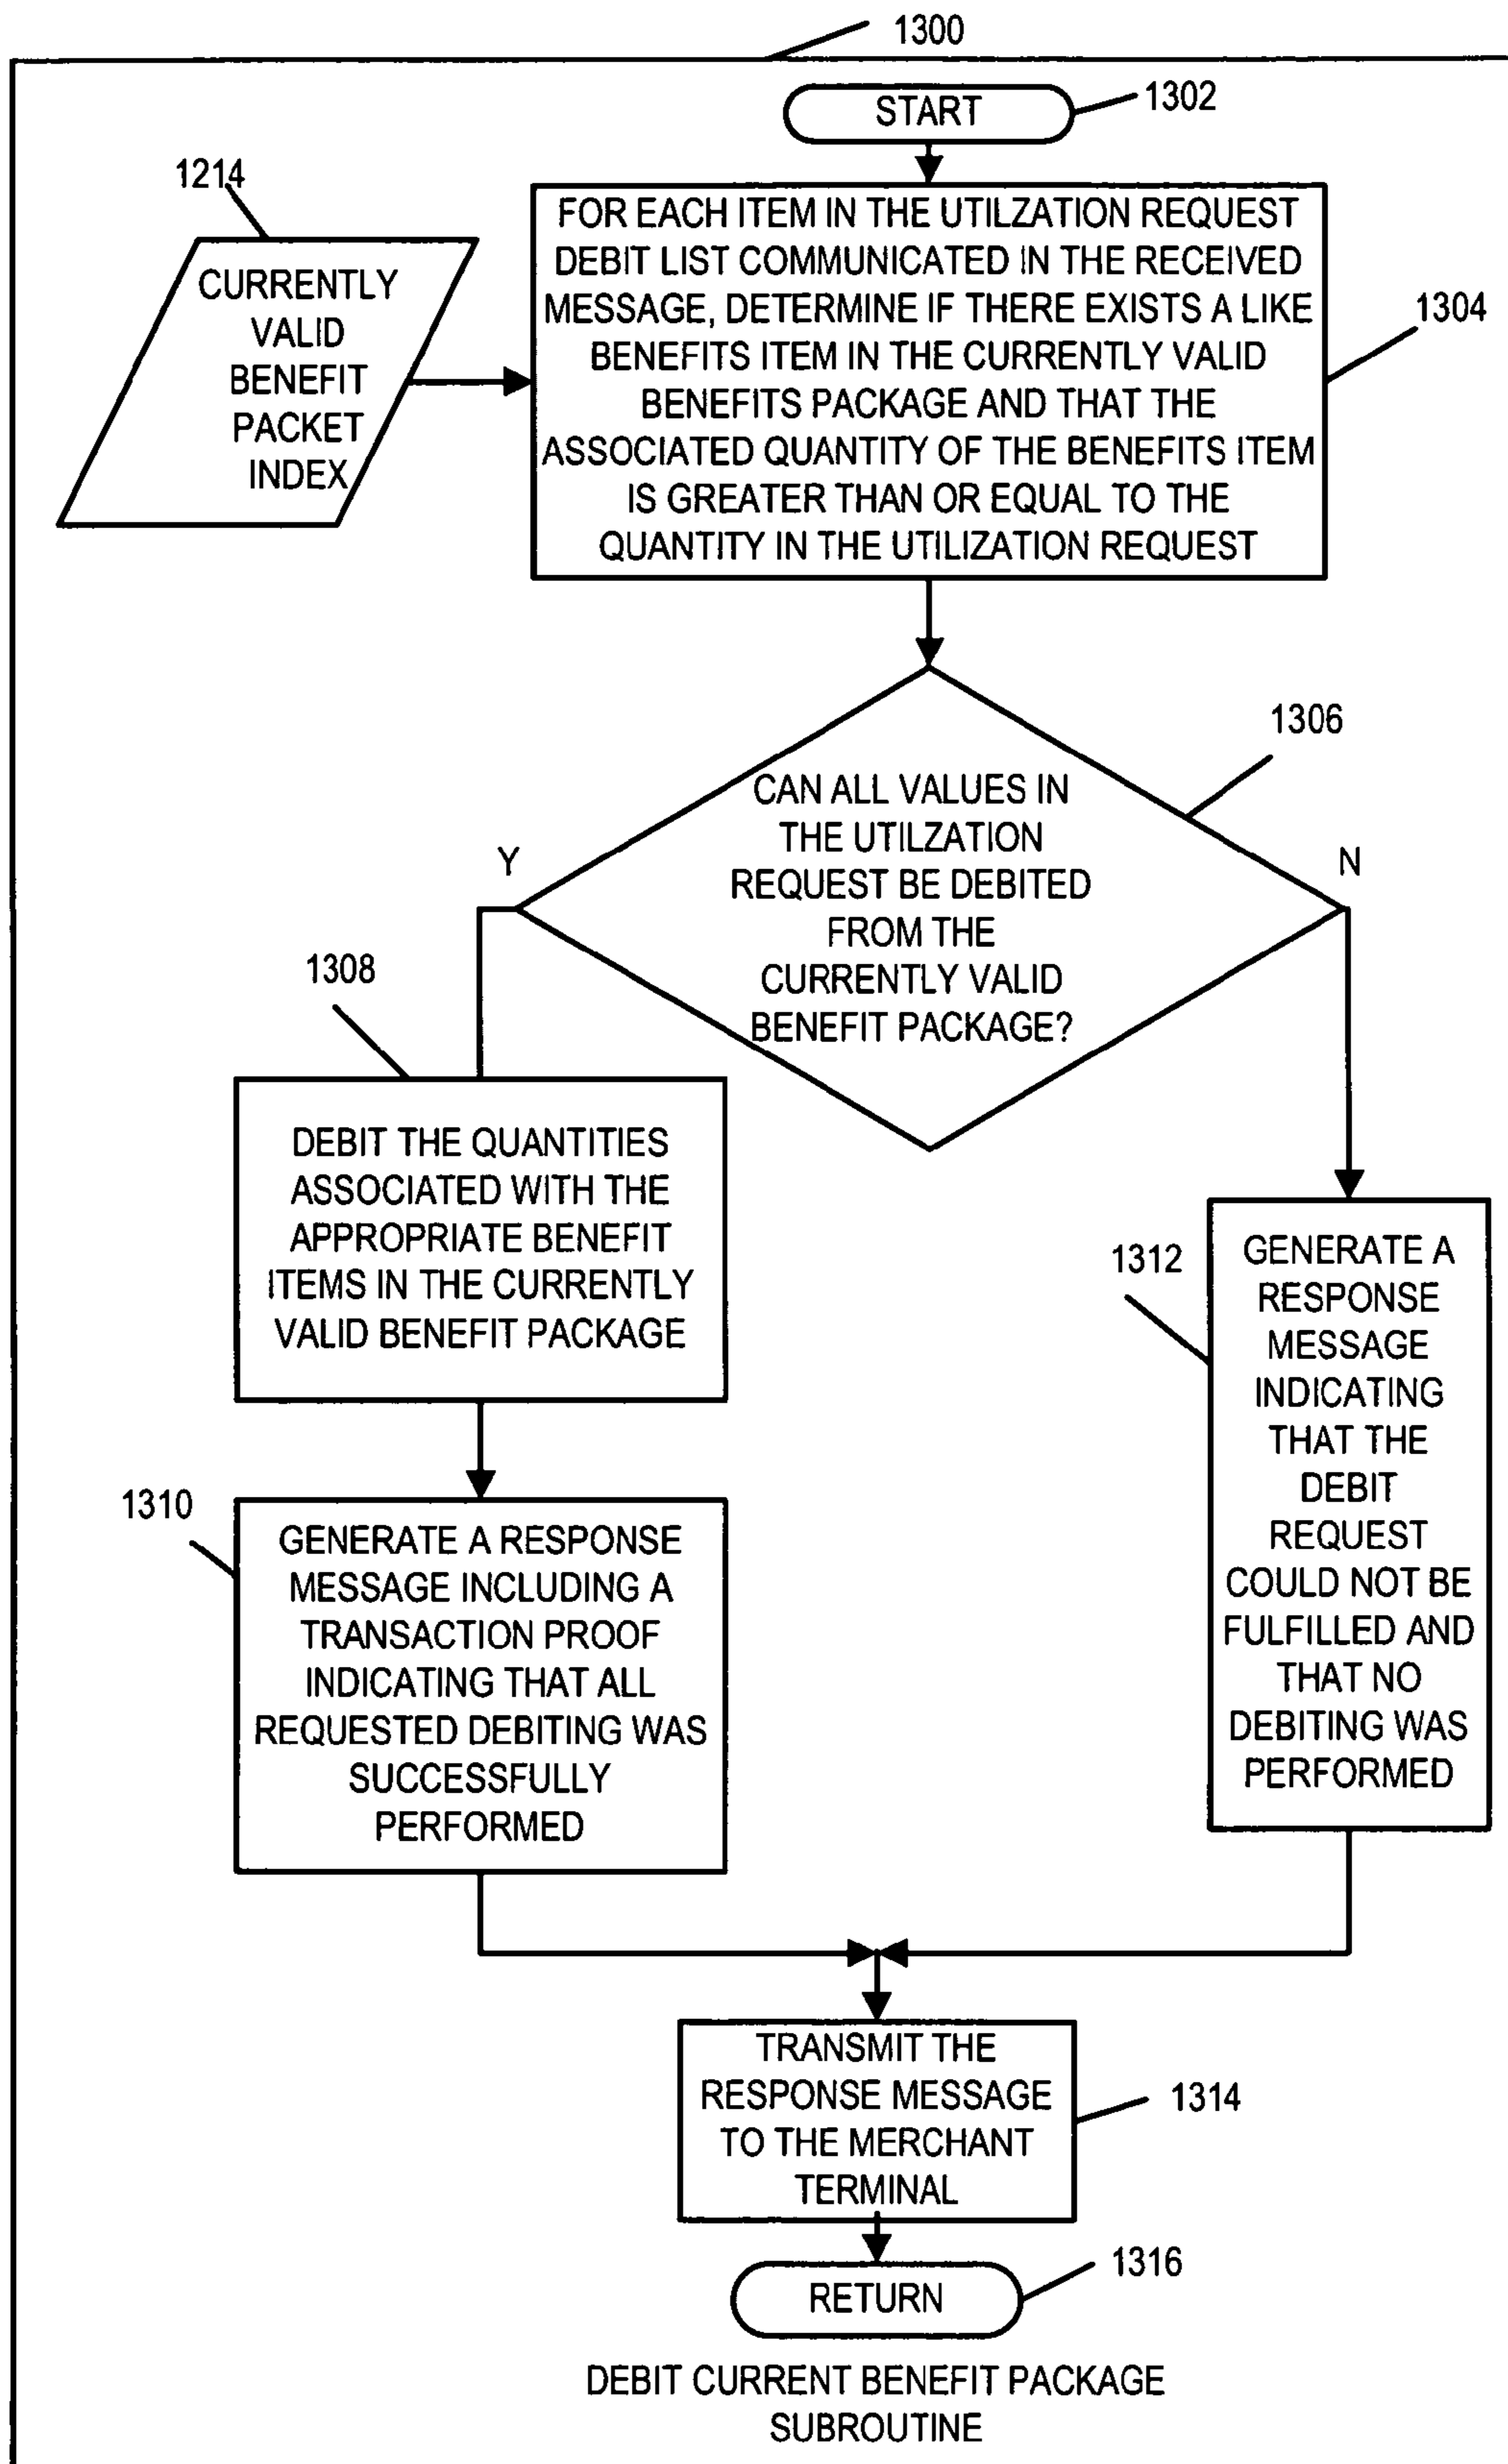 1300
START
1302
1214
CURRENTLY
VALID
BENEFIT
PACKET
INDEX
FOR EACH ITEM IN THE UTILZATION REQUEST
DEBIT LIST COMMUNICATED IN THE RECEIVED
MESSAGE, DETERMINE IF THERE EXISTS A LIKE
BENEFITS ITEM IN THE CURRENTLY VALID
BENEFITS PACKAGE AND THAT THE
ASSOCIATED QUANTITY OF THE BENEFITS ITEM
IS GREATER THAN OR EQUAL TO THE
QUANTITY IN THE UTILIZATION REQUEST
1304
1306
CAN ALL VALUES IN
THE UTILZATION
REQUEST BE DEBITED
FROM THE
CURRENTLY VALID
BENEFIT PACKAGE?
Y
N
1308
DEBIT THE QUANTITIES
ASSOCIATED WITH THE
APPROPRIATE BENEFIT
ITEMS IN THE CURRENTLY
VALID BENEFIT PACKAGE
1310
GENERATE A RESPONSE
MESSAGE INCLUDING A
TRANSACTION PROOF
INDICATING THAT ALL
REQUESTED DEBITING WAS
SUCCESSFULLY
PERFORMED
1312
GENERATE A
RESPONSE
MESSAGE
INDICATING
THAT THE
DEBIT
REQUEST
COULD NOT BE
FULFILLED AND
THAT NO
DEBITING WAS
PERFORMED
TRANSMIT THE
RESPONSE MESSAGE
TO THE MERCHANT
TERMINAL
1314
RETURN
1316
DEBIT CURRENT BENEFIT PACKAGE
SUBROUTINE